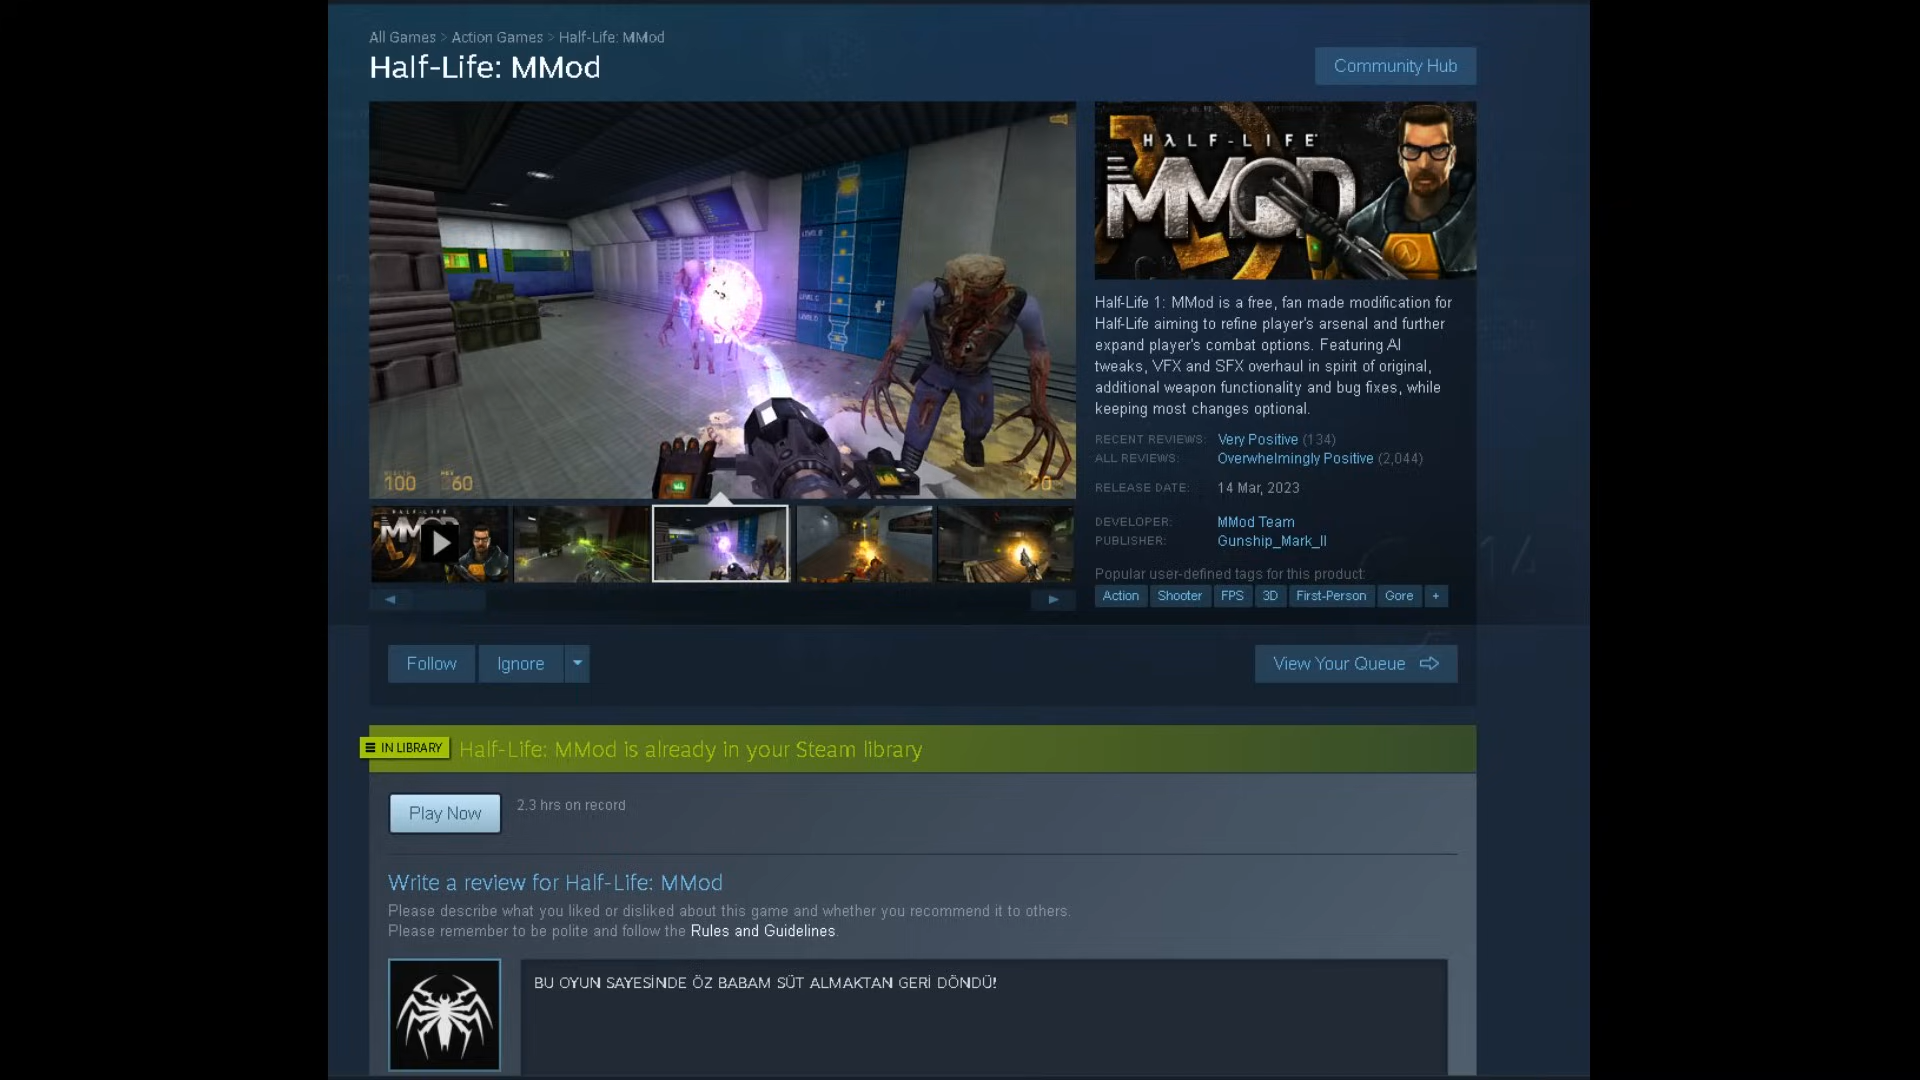 All Games > Action Games > Half-Life: MMod
Half-Life: MMod
Community Hub
HEALTH
100
HEV
60
90
LEVEL A
LEVEL B
LEVEL C
LEVEL D
HALF-LIFE
MMOD
Half-Life 1: MMod is a free, fan made modification for
Half-Life aiming to refine player's arsenal and further
expand player's combat options. Featuring AI
tweaks, VFX and SFX overhaul in spirit of original,
additional weapon functionality and bug fixes, while
keeping most changes optional.
RECENT REVIEWS: Very Positive (134)
ALL REVIEWS: Overwhelmingly Positive (2,044)
RELEASE DATE: 14 Mar, 2023
DEVELOPER: MMod Team
PUBLISHER: Gunship_Mark_II
Popular user-defined tags for this product:
Action Shooter FPS 3D First-Person Gore +
Follow Ignore
View Your Queue
IN LIBRARY Half-Life: MMod is already in your Steam library
Play Now 2.3 hrs on record
Write a review for Half-Life: MMod
Please describe what you liked or disliked about this game and whether you recommend it to others.
Please remember to be polite and follow the Rules and Guidelines.
BU OYUN SAYESİNDE ÖZ BABAM SÜT ALMAKTAN GERİ DÖNDÜ!